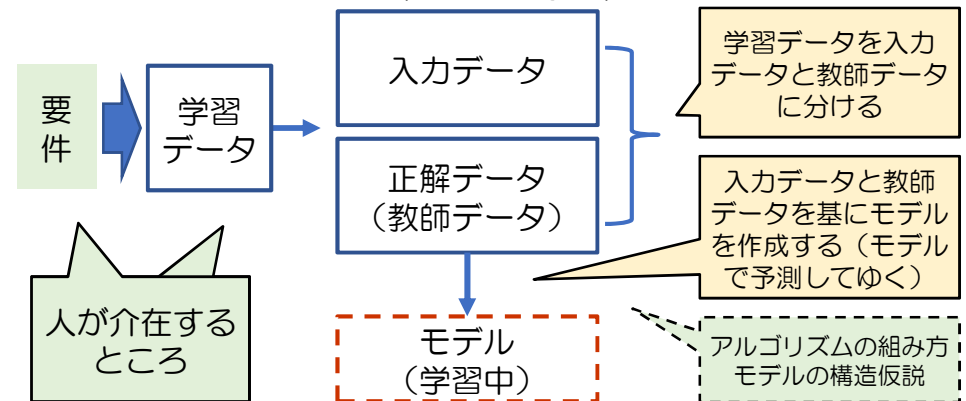 要
件
学習
データ
入力データ
正解データ
（教師データ）
学習データを入力
データと教師データ
に分ける
入力データと教師
データを基にモデル
を作成する（モデル
で予測してゆく）
人が介在する
ところ
モデル
（学習中）
アルゴリズムの組み方
モデルの構造仮説